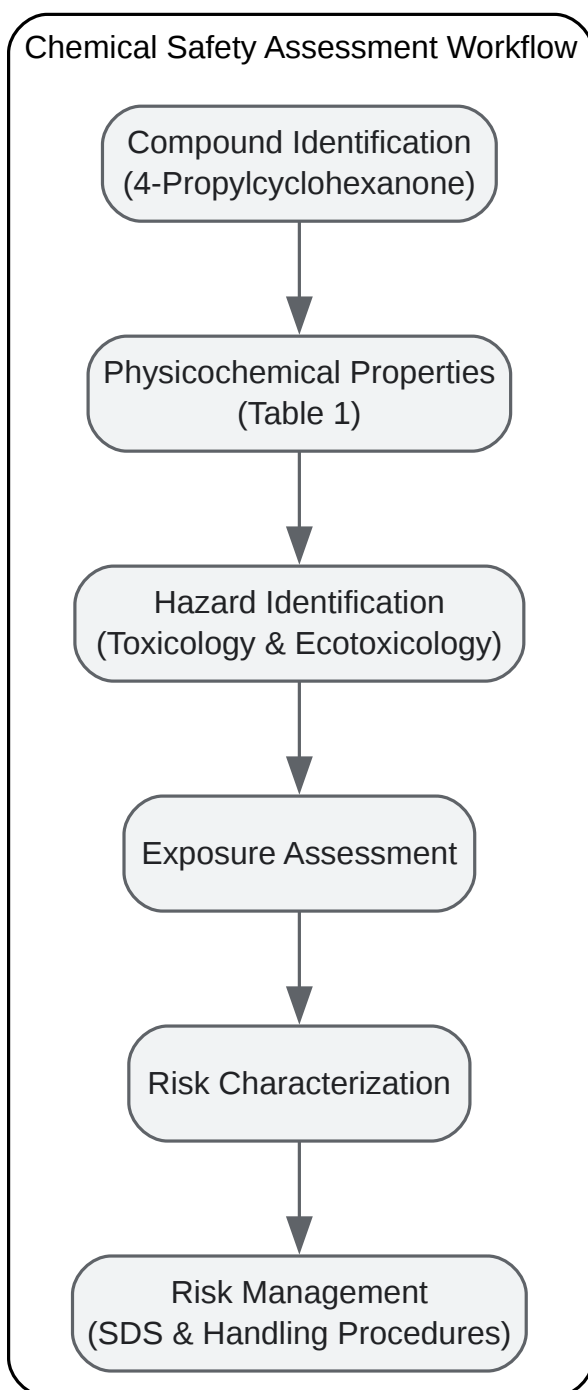 Chemical Safety Assessment Workflow
Compound Identification
(4-Propylcyclohexanone)
Physicochemical Properties
(Table 1)
Hazard Identification
(Toxicology & Ecotoxicology)
Exposure Assessment
Risk Characterization
Risk Management
(SDS & Handling Procedures)